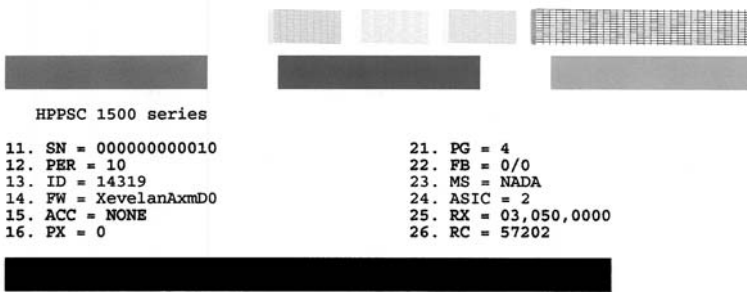 HPPSC 1500 series
11. SN = 000000000010
12. PER = 10
13. ID = 14319
14. FW = XevelanAxmD0
15. ACC = NONE
16. PX = 0
21. PG = 4
22. FB = 0/0
23. MS = NADA
24. ASIC = 2
25. RX = 03,050,0000
26. RC = 57202